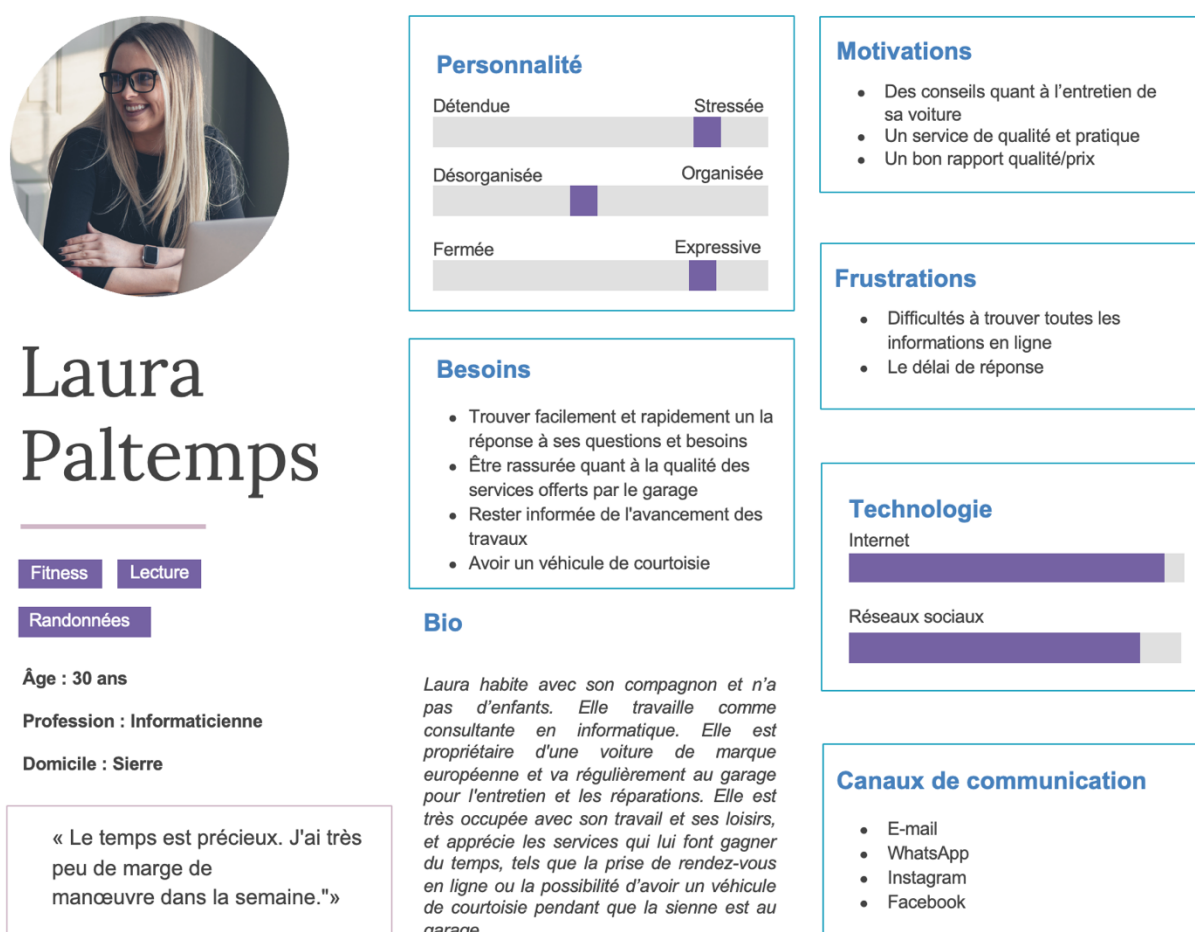 Laura
Paltemps
Fitness
Lecture
Randonnées
Âge : 30 ans
Profession : Informaticienne
Domicile : Sierre
« Le temps est précieux. J'ai très
peu de marge de
manœuvre dans la semaine."»
Personnalité
Détendue Stressée
Désorganisée Organisée
Fermée Expressive
Besoins
● Trouver facilement et rapidement un la
réponse à ses questions et besoins
● Être rassurée quant à la qualité des
services offerts par le garage
● Rester informée de l'avancement des
travaux
● Avoir un véhicule de courtoisie
Bio
Laura habite avec son compagnon et n’a
pas d’enfants. Elle travaille comme
consultante en informatique. Elle est
propriétaire d'une voiture de marque
européenne et va régulièrement au garage
pour l'entretien et les réparations. Elle est
très occupée avec son travail et ses loisirs,
et apprécie les services qui lui font gagner
du temps, tels que la prise de rendez-vous
en ligne ou la possibilité d’avoir un véhicule
de courtoisie pendant que la sienne est au
garage
Motivations
● Des conseils quant à l’entretien de
sa voiture
● Un service de qualité et pratique
● Un bon rapport qualité/prix
Frustrations
● Difficultés à trouver toutes les
informations en ligne
● Le délai de réponse
Technologie
Internet
Réseaux sociaux
Canaux de communication
● E-mail
● WhatsApp
● Instagram
● Facebook